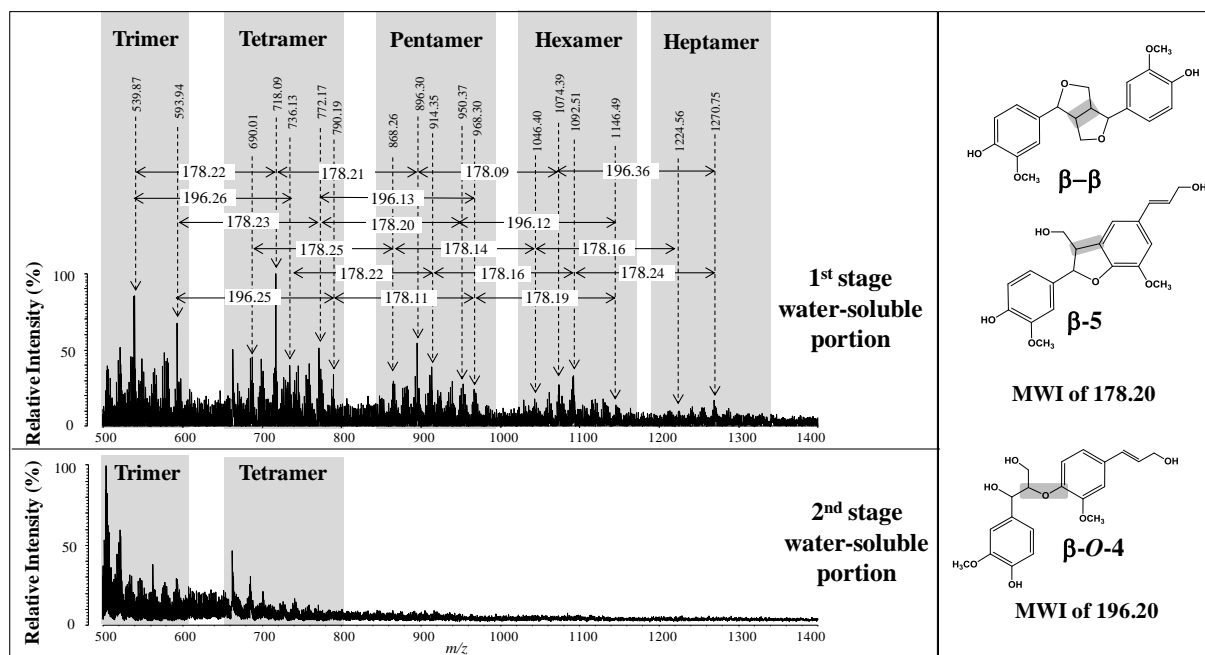 Trimer Tetramer Pentamer Hexamer Heptamer
539.87 593.94 690.01 718.09 736.13 772.17 790.19 868.26 896.30 914.35 950.37 968.30 1046.40 1074.39 1092.51 1146.49 1224.56 1270.75
178.22 178.21 178.09 196.36
196.26 196.13
178.23 178.20 196.12
178.25 178.14 178.16
178.22 178.16 178.24
196.25 178.11 178.19
Relative Intensity (%)
100
50
0
500 600 700 800 900 1000 1100 1200 1300 1400
1st stage
water-soluble
portion
Trimer Tetramer
Relative Intensity (%)
100
50
0
500 600 700 800 900 1000 1100 1200 1300 1400
m/z
2nd stage
water-soluble
portion
OCH3
OH
O
O
HO
OCH3
β–β
OH
HO
O
OCH3
HO
OCH3
β-5
MWI of 178.20
HO
OH
HO
O
OCH3
H3CO
OH
β-O-4
MWI of 196.20